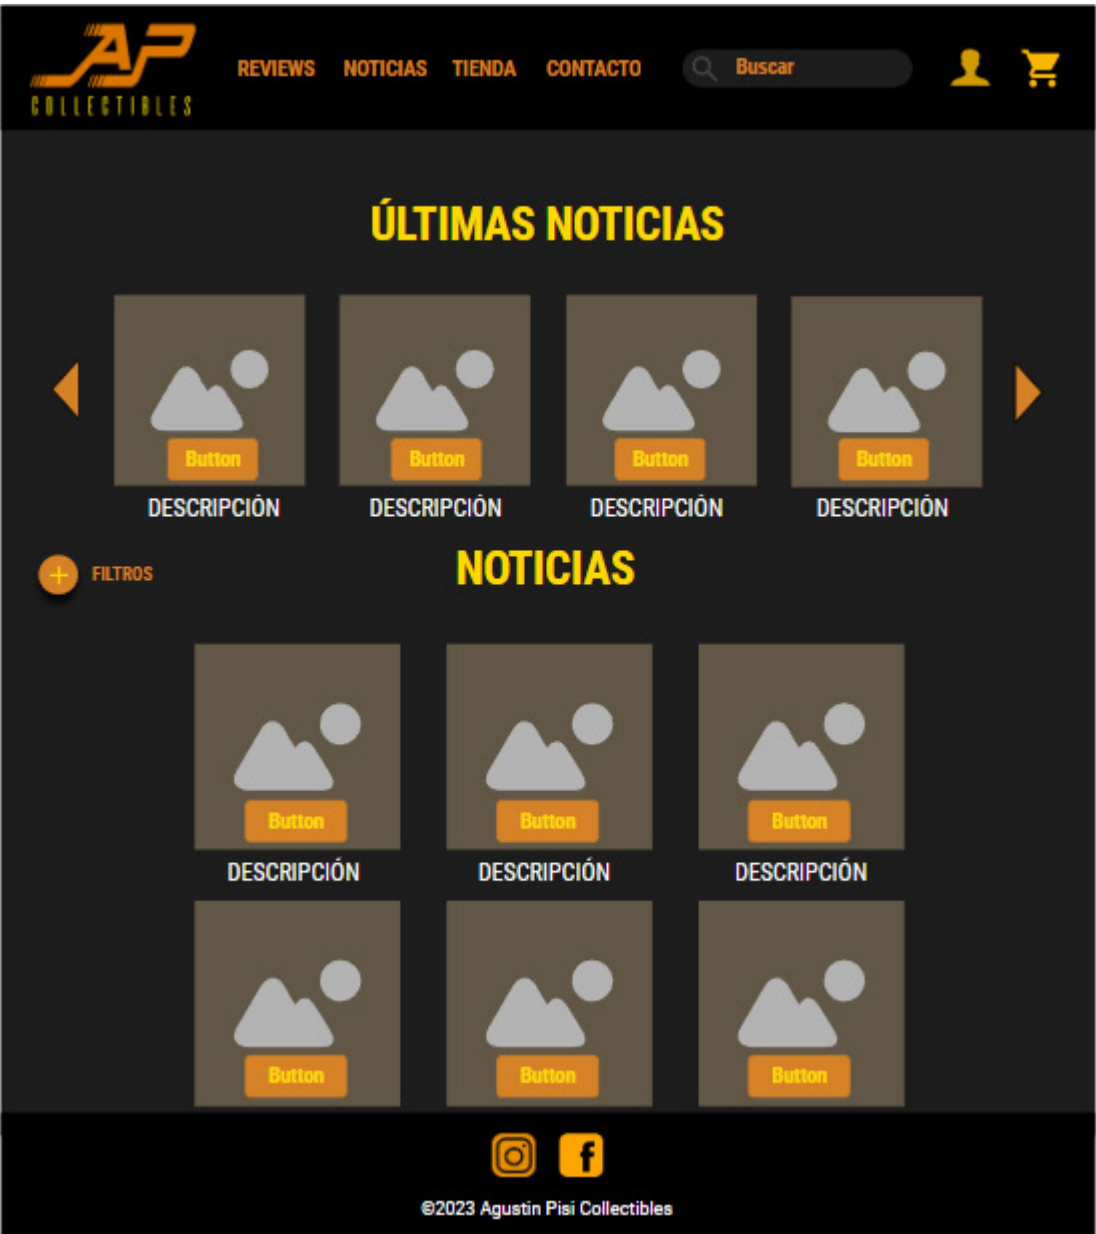 AP
COLLECTIBLES
REVIEWS NOTICIAS TIENDA CONTACTO Buscar
ÚLTIMAS NOTICIAS
Button Button Button Button
DESCRIPCIÓN DESCRIPCIÓN DESCRIPCIÓN DESCRIPCIÓN
FILTROS NOTICIAS
Button Button Button
DESCRIPCIÓN DESCRIPCIÓN DESCRIPCIÓN
Button Button Button
©2023 Agustin Pisi Collectibles